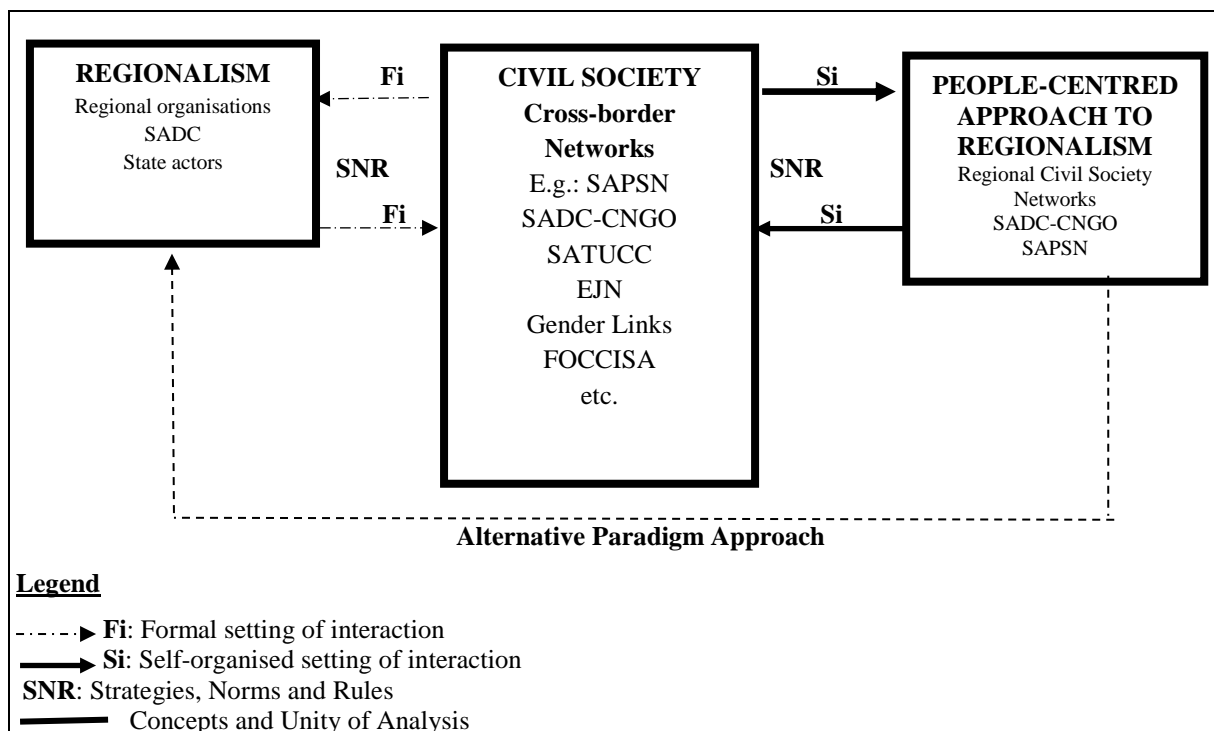 REGIONALISM
Regional organisations
SADC
State actors
Fi
SNR
Fi
CIVIL SOCIETY
Cross-border
Networks
E.g.: SAPSN
SADC-CNGO
SATUCC
EJN
Gender Links
FOCCISA
etc.
Si
SNR
Si
PEOPLE-CENTRED
APPROACH TO
REGIONALISM
Regional Civil Society
Networks
SADC-CNGO
SAPSN
Alternative Paradigm Approach
Legend
Fi: Formal setting of interaction
Si: Self-organised setting of interaction
SNR: Strategies, Norms and Rules
Concepts and Unity of Analysis